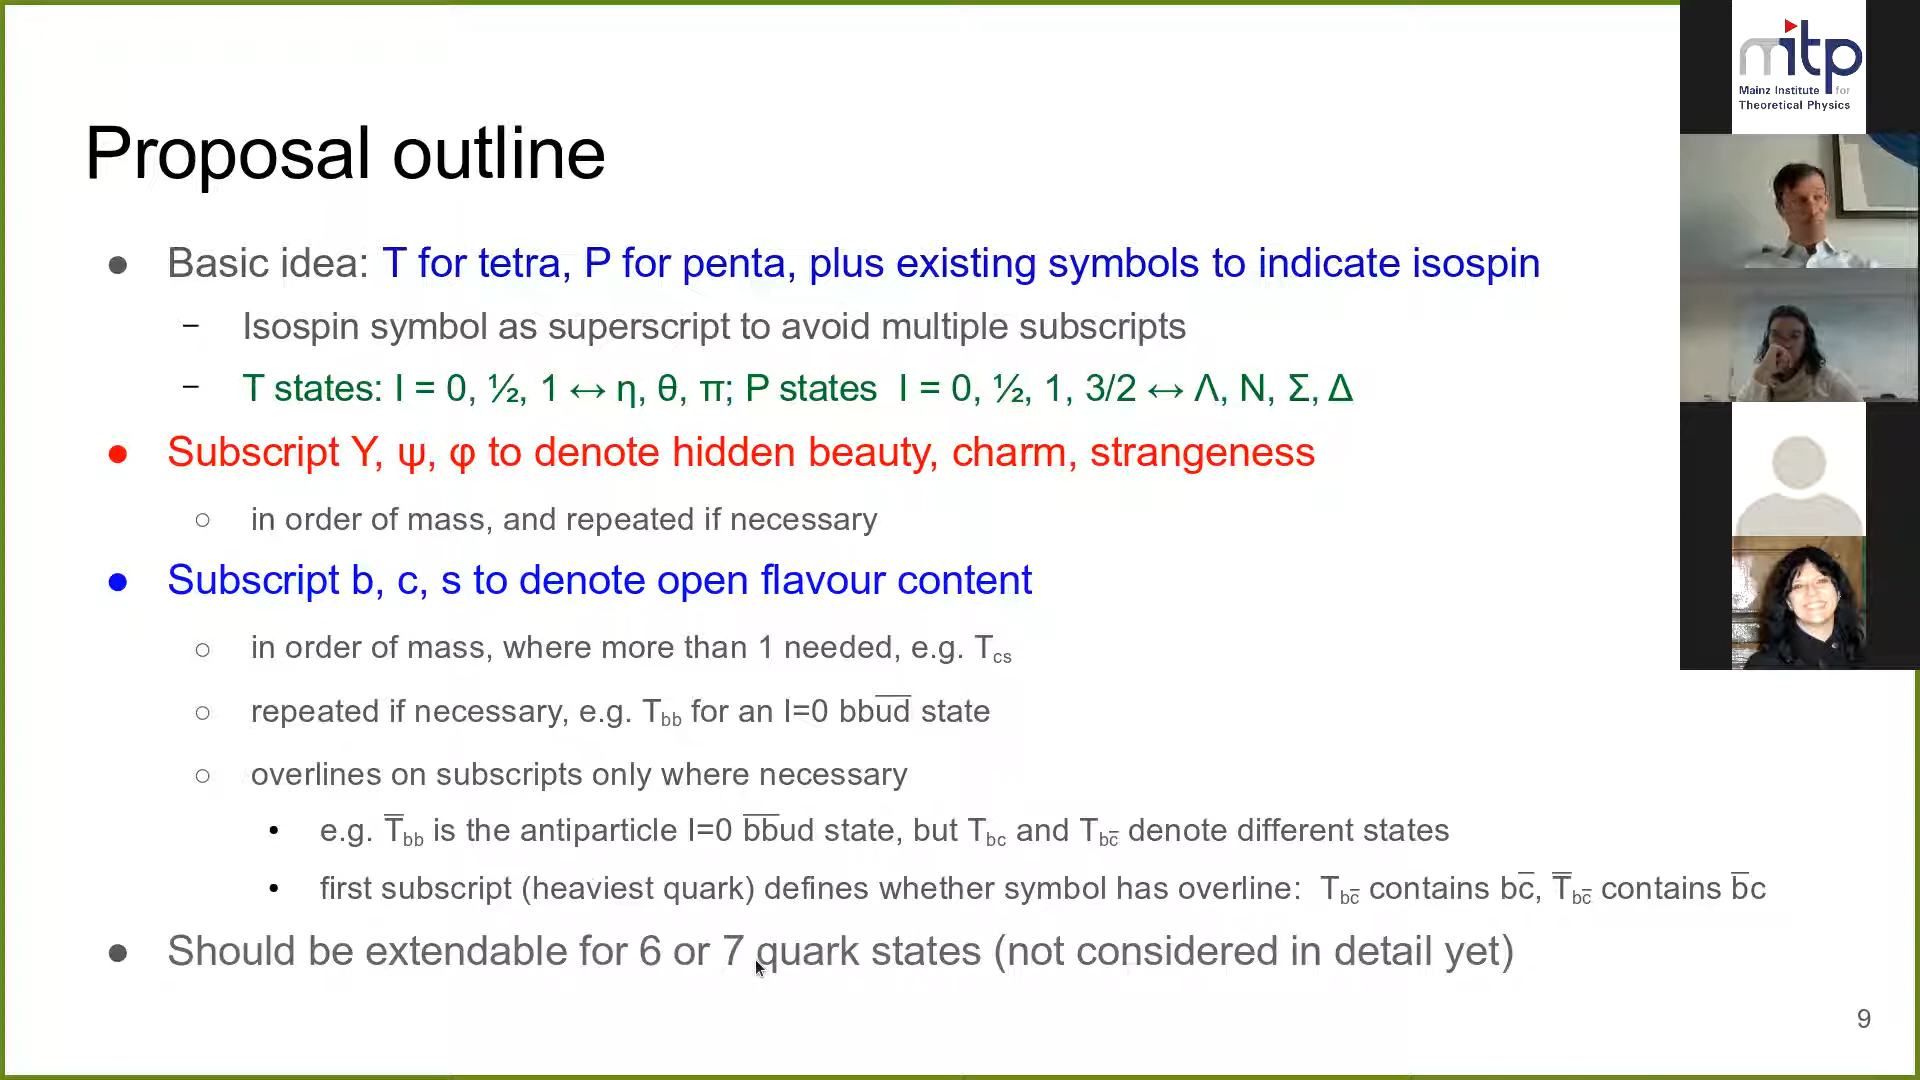 mitp
Mainz Institute for
Theoretical Physics
Proposal outline
● Basic idea: T for tetra, P for penta, plus existing symbols to indicate isospin
– Isospin symbol as superscript to avoid multiple subscripts
– T states: I = 0, ½, 1 ↔ η, θ, π; P states I = 0, ½, 1, 3/2 ↔ Λ, N, Σ, Δ
● Subscript Υ, ψ, φ to denote hidden beauty, charm, strangeness
○ in order of mass, and repeated if necessary
● Subscript b, c, s to denote open flavour content
○ in order of mass, where more than 1 needed, e.g. T_cs
○ repeated if necessary, e.g. T_bb for an I=0 bbu̅d̅ state
○ overlines on subscripts only where necessary
• e.g. T̅_bb is the antiparticle I=0 b̅b̅ud state, but T_bc and T_bc̅ denote different states
• first subscript (heaviest quark) defines whether symbol has overline: T_bc̅ contains bc̅, T̅_bc̅ contains b̅c
● Should be extendable for 6 or 7 quark states (not considered in detail yet)
9